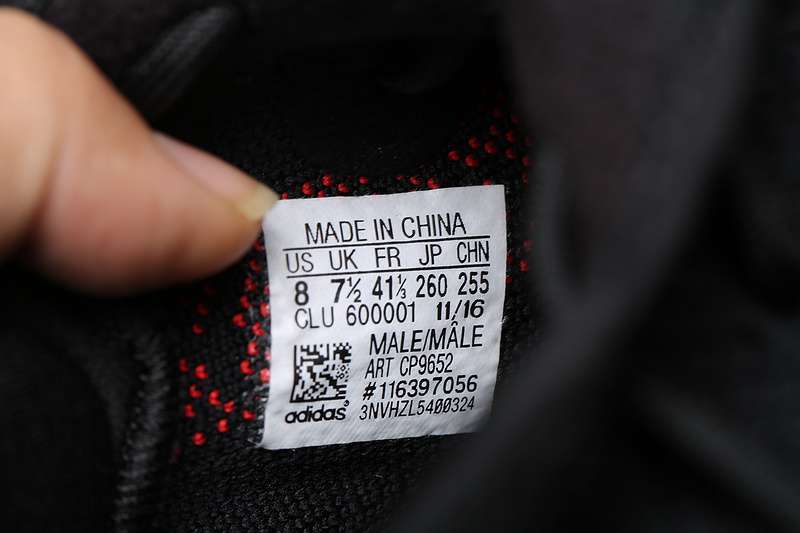 MADE IN CHINA
US UK FR JP CHN
8 7½ 41⅓ 260 255
CLU 600001 11/16
MALE/MÂLE
ART CP9652
#116397056
adidas® 3NVHZL5400324